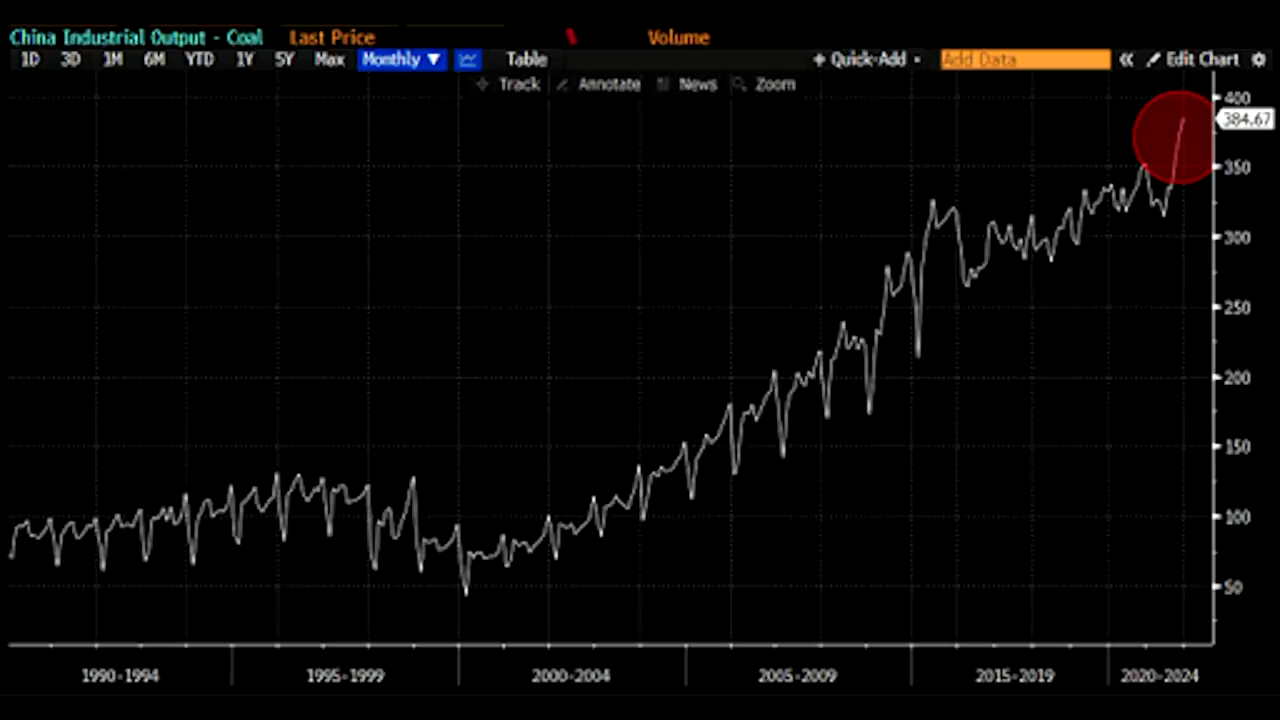 China Industrial Output - Coal Last Price Volume
1D 3D 1M 6M YTD 1Y 5Y Max Monthly ▼ Table + Quick-Add Add Data « Edit Chart
Track Annotate News Zoom
400
384.67
350
300
250
200
150
100
50
1990-1994 1995-1999 2000-2004 2005-2009 2015-2019 2020-2024